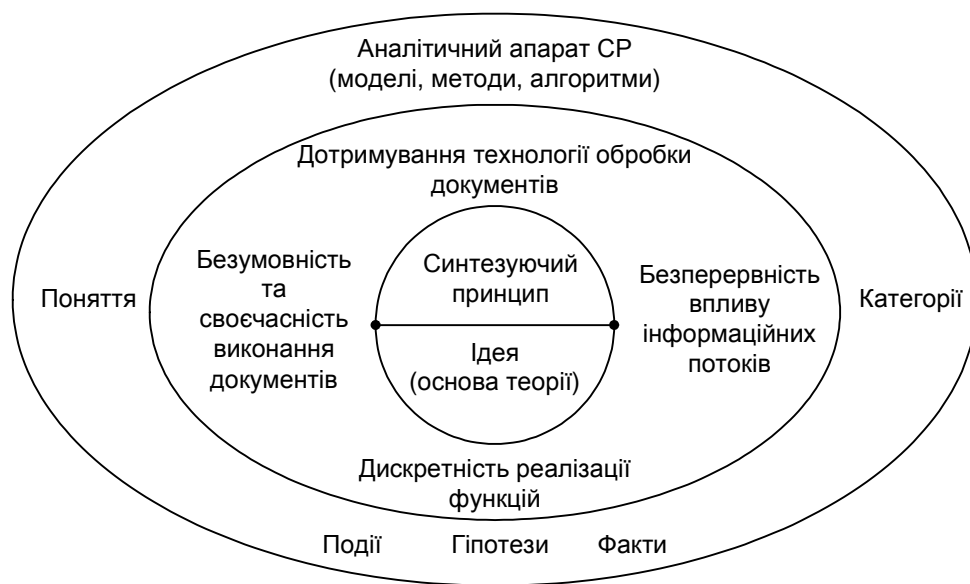 Аналітичний апарат СР
(моделі, методи, алгоритми)
Дотримування технології обробки
документів
Безумовність
та
своєчасність
виконання
документів
Синтезуючий
принцип
Ідея
(основа теорії)
Безперервність
впливу
інформаційних
потоків
Поняття
Категорії
Дискретність реалізації
функцій
Події
Гіпотези
Факти